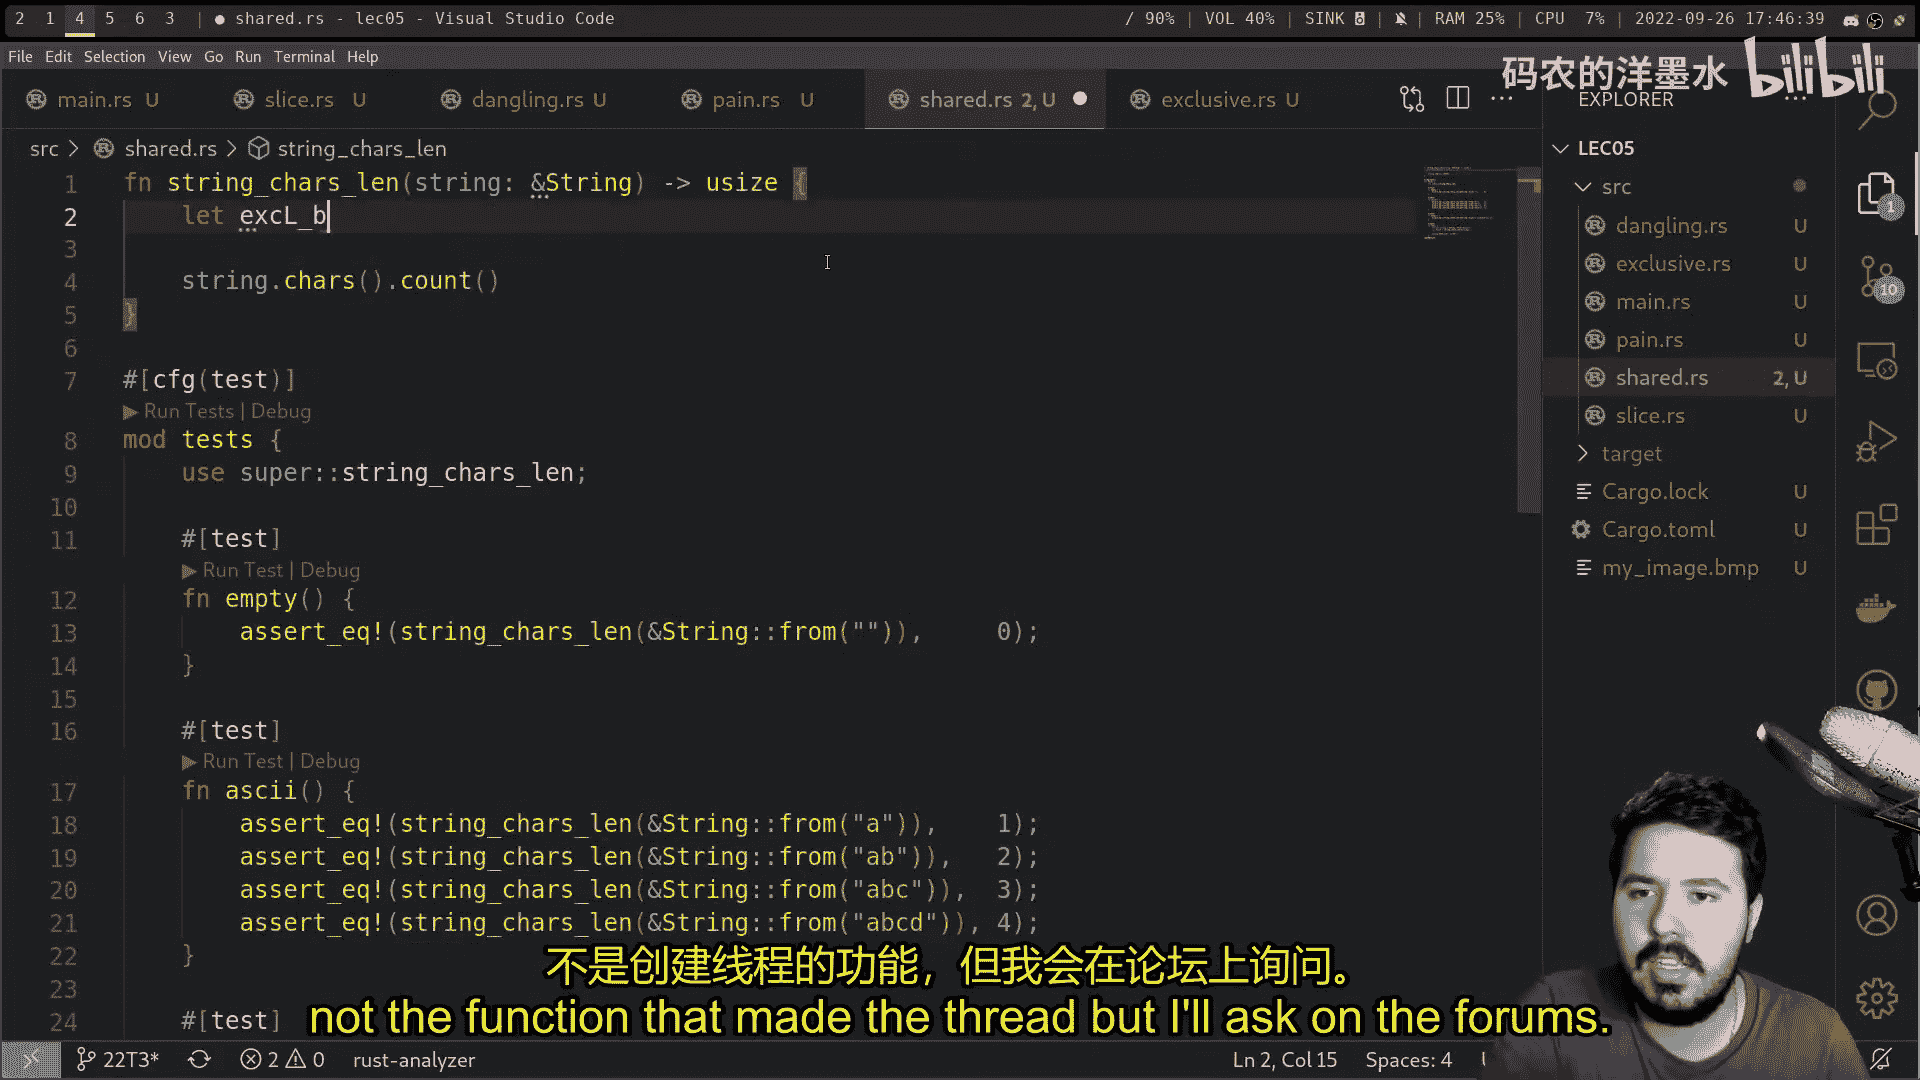 2 1 4 5 6 3 | ● shared.rs - lec05 - Visual Studio Code
/ 90% | VOL 40% | SINK | | RAM 25% | CPU 7% | 2022-09-26 17:46:39
File Edit Selection View Go Run Terminal Help
码农的洋墨水 bilibili
main.rs U slice.rs U dangling.rs U pain.rs U shared.rs 2, U ● exclusive.rs U ···
src > shared.rs > string_chars_len
1 fn string_chars_len(string: &String) -> usize {
2 let excL_b
3
4 string.chars().count()
5 }
6
7 #[cfg(test)]
▶ Run Tests | Debug
8 mod tests {
9 use super::string_chars_len;
10
11 #[test]
▶ Run Test | Debug
12 fn empty() {
13 assert_eq!(string_chars_len(&String::from("")), 0);
14 }
15
16 #[test]
▶ Run Test | Debug
17 fn ascii() {
18 assert_eq!(string_chars_len(&String::from("a")), 1);
19 assert_eq!(string_chars_len(&String::from("ab")), 2);
20 assert_eq!(string_chars_len(&String::from("abc")), 3);
21 assert_eq!(string_chars_len(&String::from("abcd")), 4);
22 }
23
24 #[test]
EXPLORER ···
LEC05
src
dangling.rs U
exclusive.rs U
main.rs U
pain.rs U
shared.rs 2, U
slice.rs U
target
Cargo.lock U
Cargo.toml U
my_image.bmp U
1
10
不是创建线程的功能，但我会在论坛上询问。
not the function that made the thread but I'll ask on the forums.
22T3* 2 0 rust-analyzer
Ln 2, Col 15 Spaces: 4